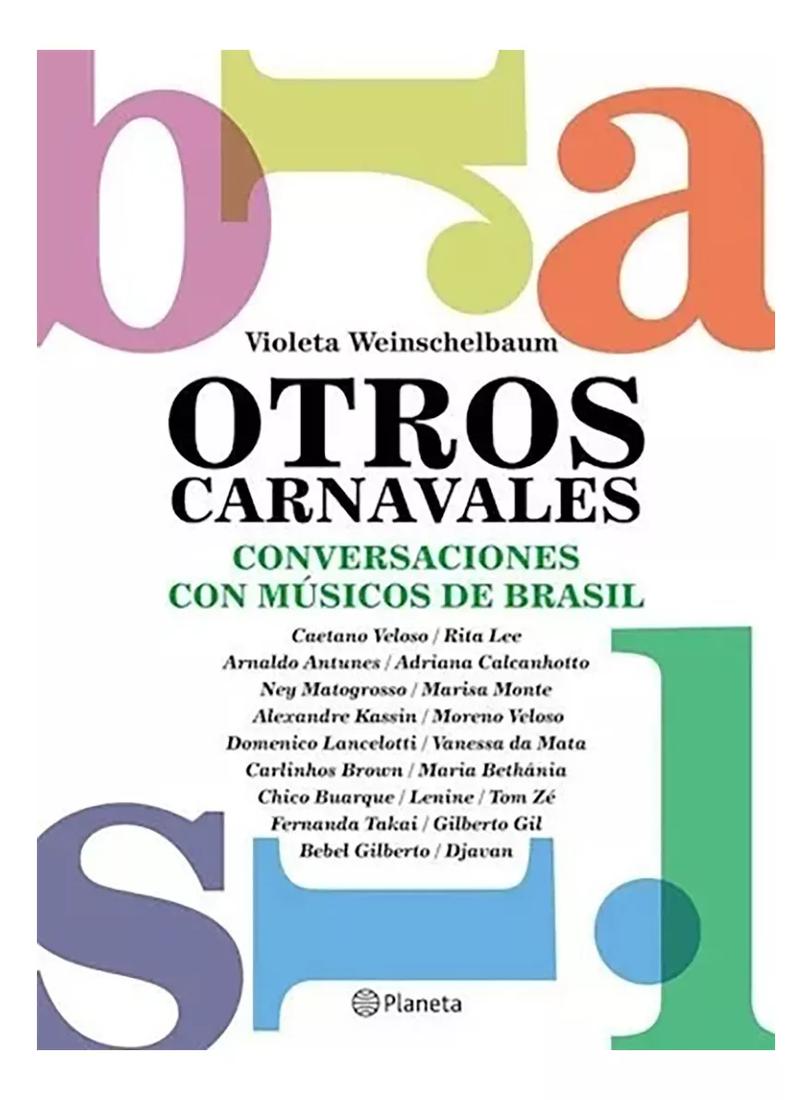 bra
Violeta Weinschelbaum
OTROS
CARNAVALES
CONVERSACIONES
CON MÚSICOS DE BRASIL
Caetano Veloso / Rita Lee
Arnaldo Antunes / Adriana Calcanhotto
Ney Matogrosso / Marisa Monte
Alexandre Kassin / Moreno Veloso
Domenico Lancelotti / Vanessa da Mata
Carlinhos Brown / Maria Bethânia
Chico Buarque / Lenine / Tom Zé
Fernanda Takai / Gilberto Gil
Bebel Gilberto / Djavan
sil
Planeta